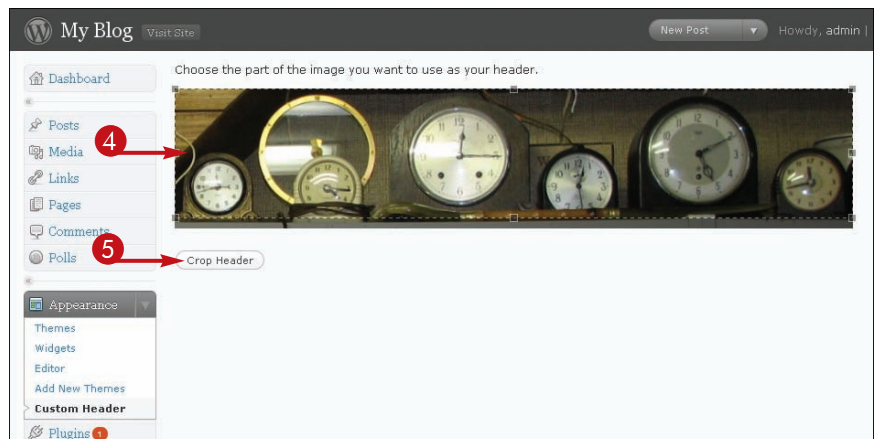 My Blog Visit Site New Post Howdy, admin |
Dashboard
Choose the part of the image you want to use as your header.
Posts
4
Media
Links
Pages
Comments
5
Polls
Crop Header
Appearance
Themes
Widgets
Editor
Add New Themes
Custom Header
Plugins 1